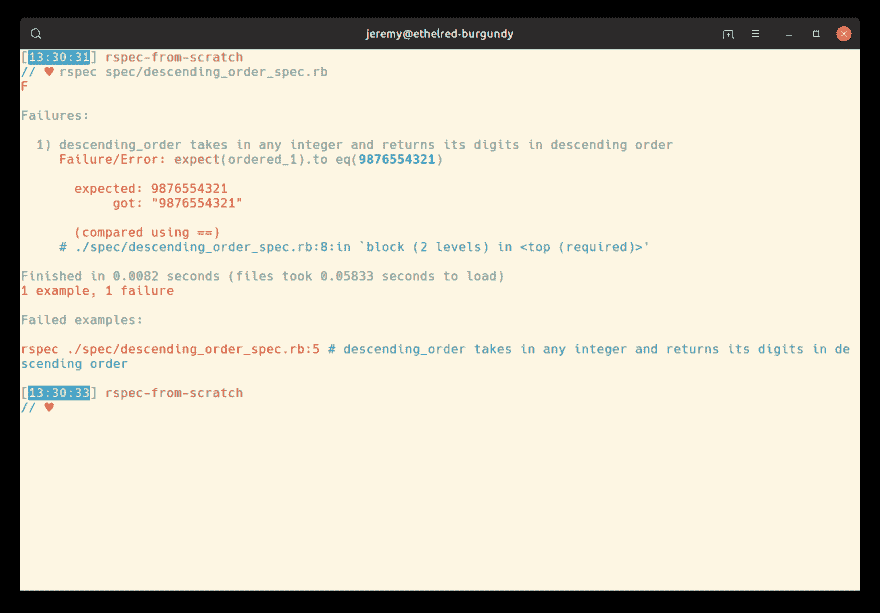 jeremy@ethelred-burgundy
[13:30:31] rspec-from-scratch
// ♥ rspec spec/descending_order_spec.rb
F
Failures:
1) descending_order takes in any integer and returns its digits in descending order
Failure/Error: expect(ordered_1).to eq(9876554321)
expected: 9876554321
got: "9876554321"
(compared using ==)
# ./spec/descending_order_spec.rb:8:in `block (2 levels) in <top (required)>'
Finished in 0.0082 seconds (files took 0.05833 seconds to load)
1 example, 1 failure
Failed examples:
rspec ./spec/descending_order_spec.rb:5 # descending_order takes in any integer and returns its digits in de
scending order
[13:30:33] rspec-from-scratch
// ♥